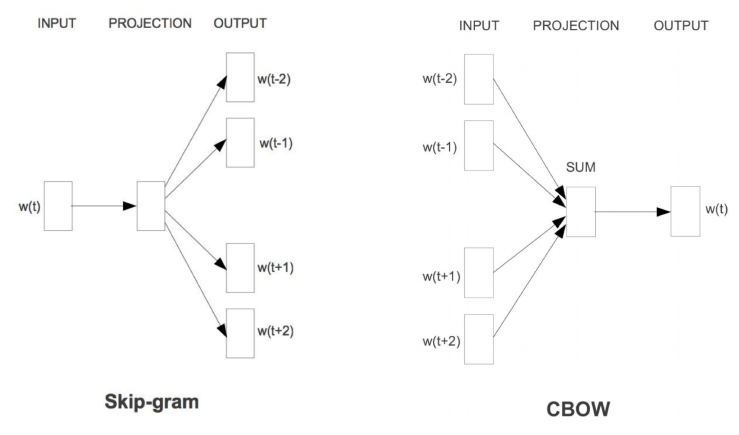 INPUT PROJECTION OUTPUT
w(t-2)
w(t-1)
w(t)
w(t+1)
w(t+2)
Skip-gram
INPUT PROJECTION OUTPUT
w(t-2)
w(t-1)
SUM
w(t)
w(t+1)
w(t+2)
CBOW